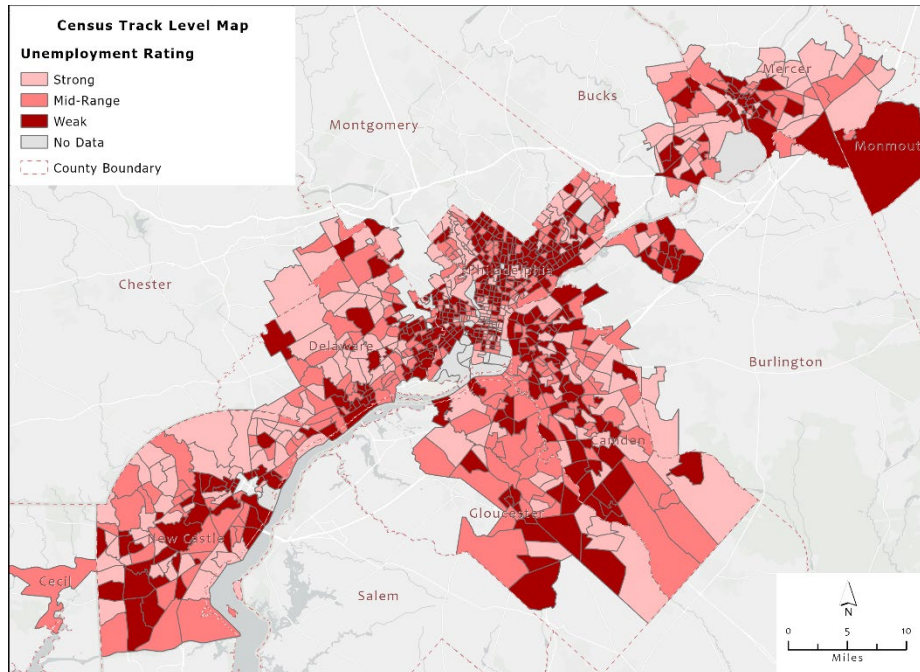 Census Track Level Map
Unemployment Rating
Strong
Mid-Range
Weak
No Data
County Boundary
Mercer
Bucks
Montgomery
Monmout
Philadelphia
Chester
Delaware
Burlington
Camden
Gloucester
New Castle
Cecil
Salem
N
0 5 10
Miles